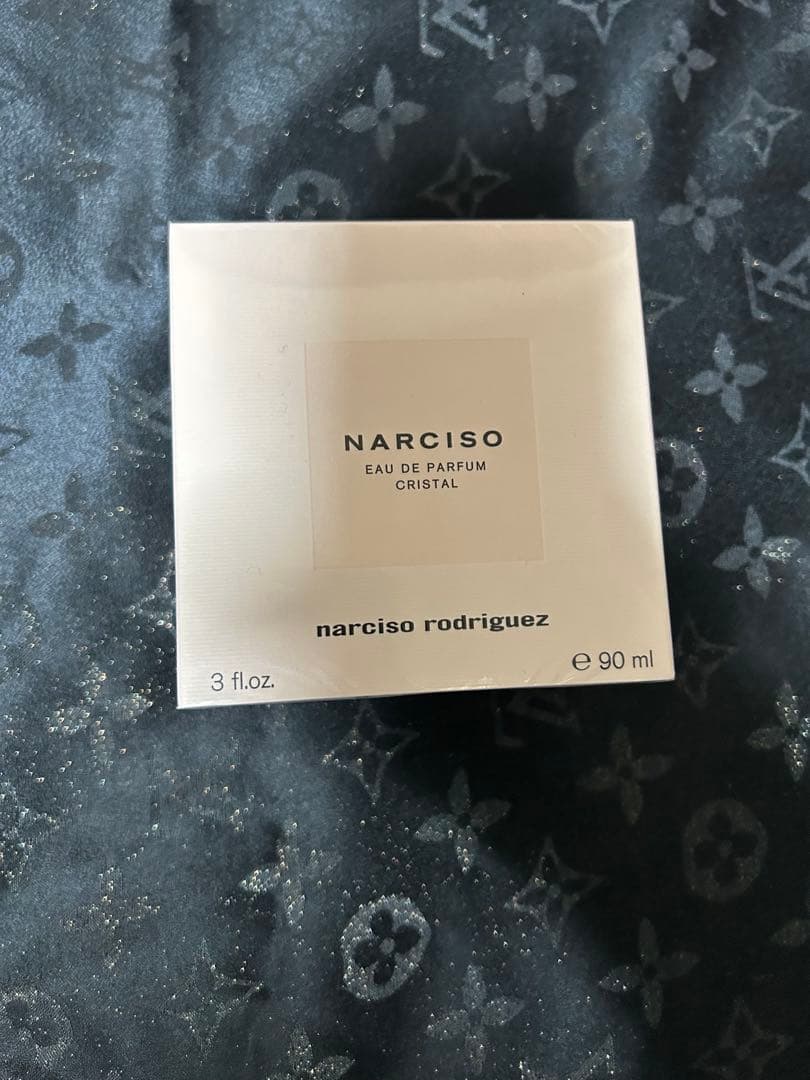 NARCISO
EAU DE PARFUM
CRISTAL
narciso rodriguez
3 fl.oz.
℮ 90 ml